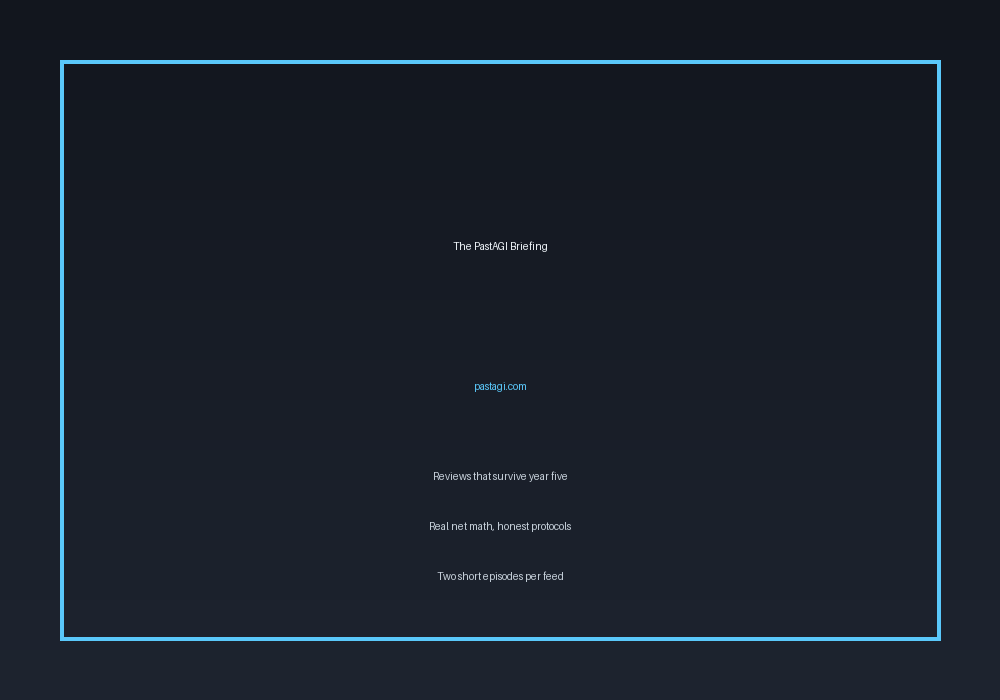 The PastAGI Briefing
pastagi.com
Reviews that survive year five
Real net math, honest protocols
Two short episodes per feed